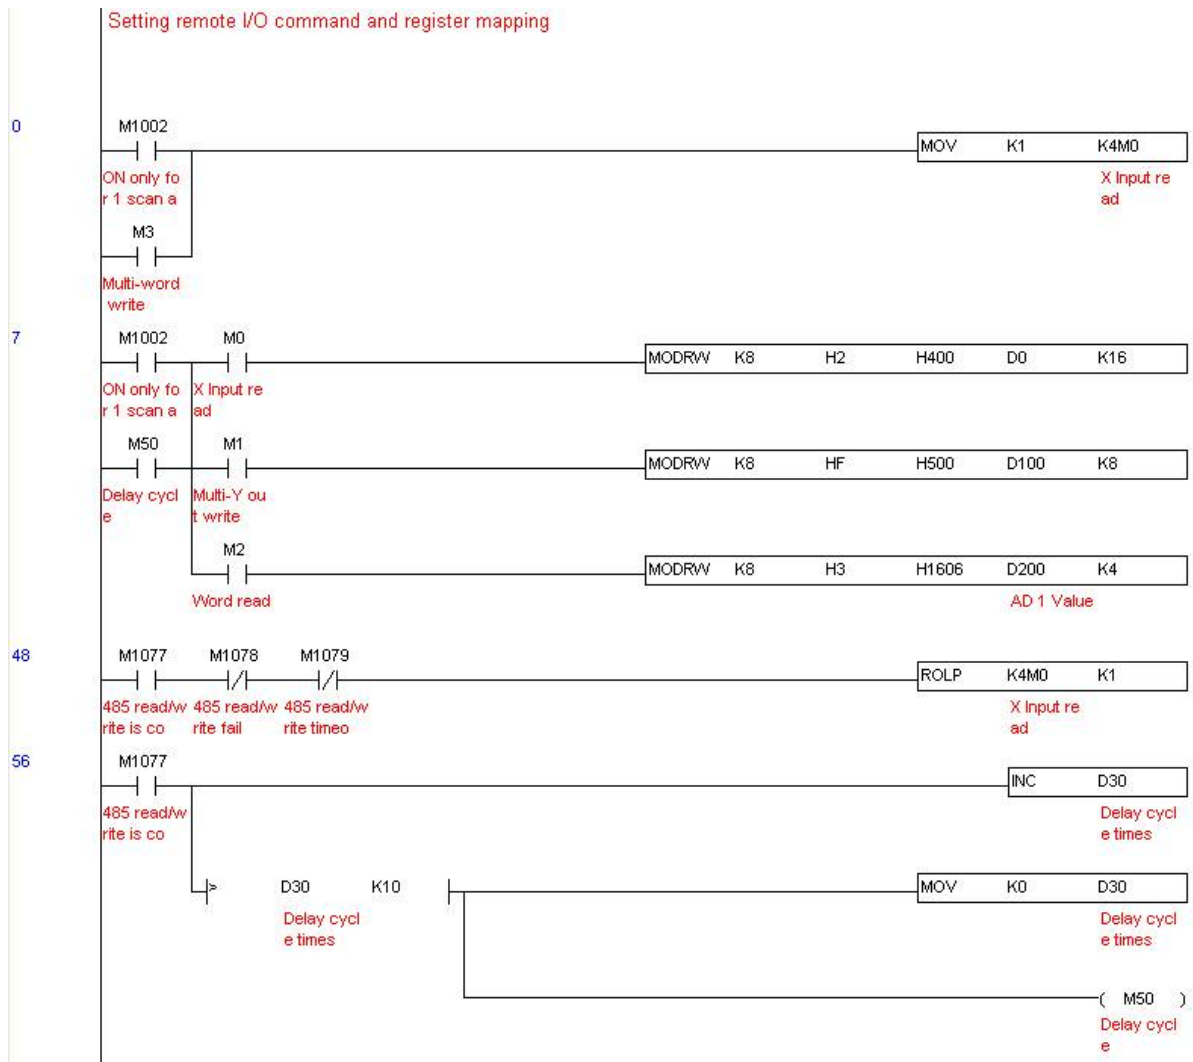 Setting remote I/O command and register mapping
0
M1002
MOV K1 K4M0
ON only fo
r 1 scan a
X Input re
ad
M3
Multi-word
write
7
M1002 M0
MODRW K8 H2 H400 D0 K16
ON only fo X Input re
r 1 scan a ad
M50 M1
MODRW K8 HF H500 D100 K8
Delay cycl Multi-Y ou
e t write
M2
MODRW K8 H3 H1606 D200 K4
Word read AD 1 Value
48
M1077 M1078 M1079
ROLP K4M0 K1
485 read/w 485 read/w 485 read/w X Input re
rite is co rite fail rite timeo ad
56
M1077
INC D30
485 read/w Delay cycl
rite is co e times
> D30 K10 MOV K0 D30
Delay cycl Delay cycl
e times e times
( M50 )
Delay cycl
e